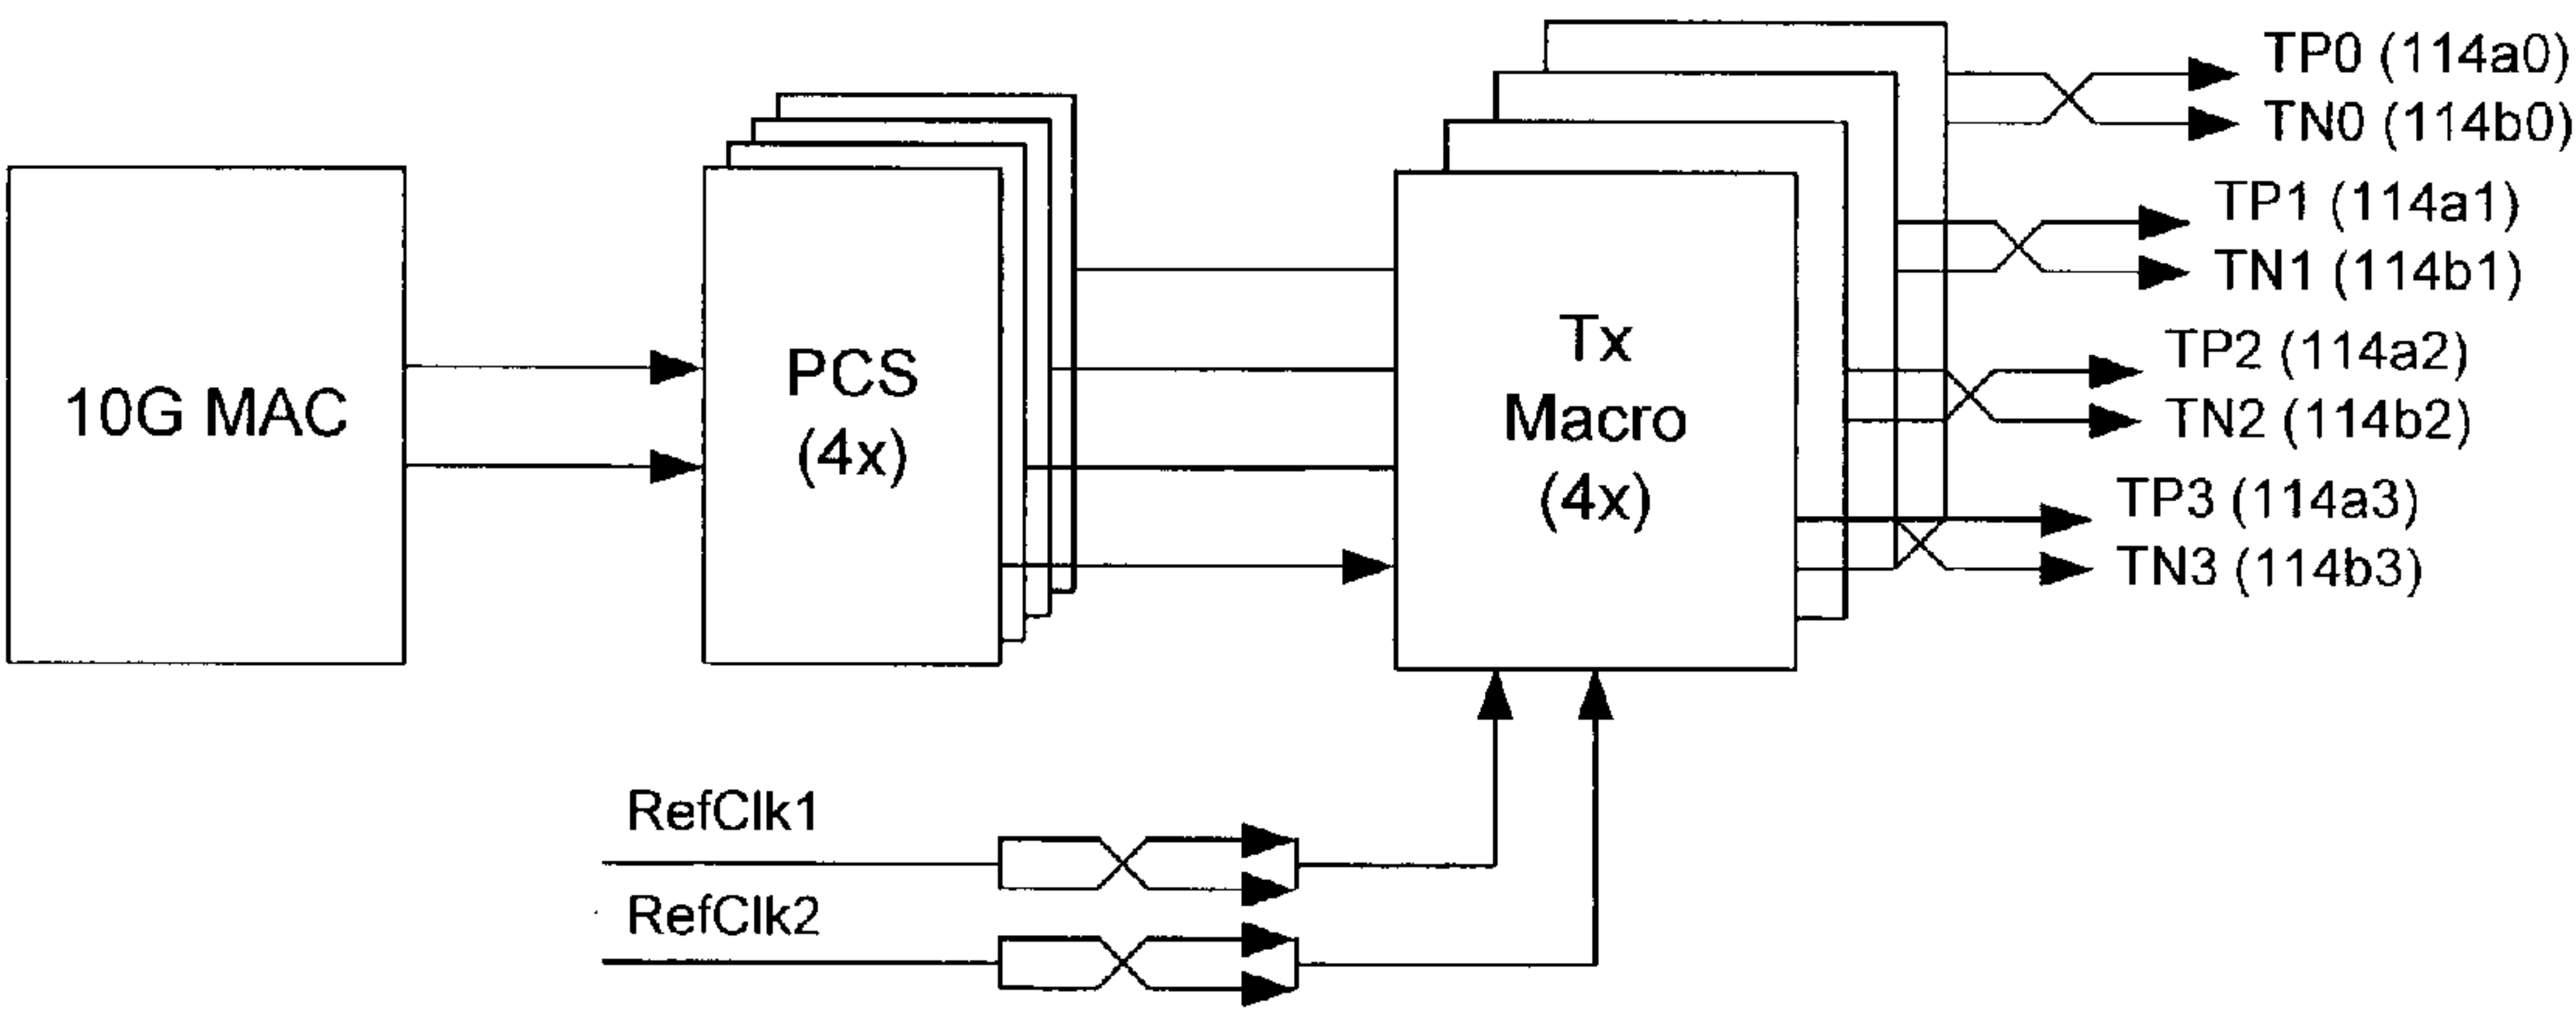 10G MAC
PCS
(4x)
Tx
Macro
(4x)
TP0 (114a0)
TN0 (114b0)
TP1 (114a1)
TN1 (114b1)
TP2 (114a2)
TN2 (114b2)
TP3 (114a3)
TN3 (114b3)
RefClk1
RefClk2